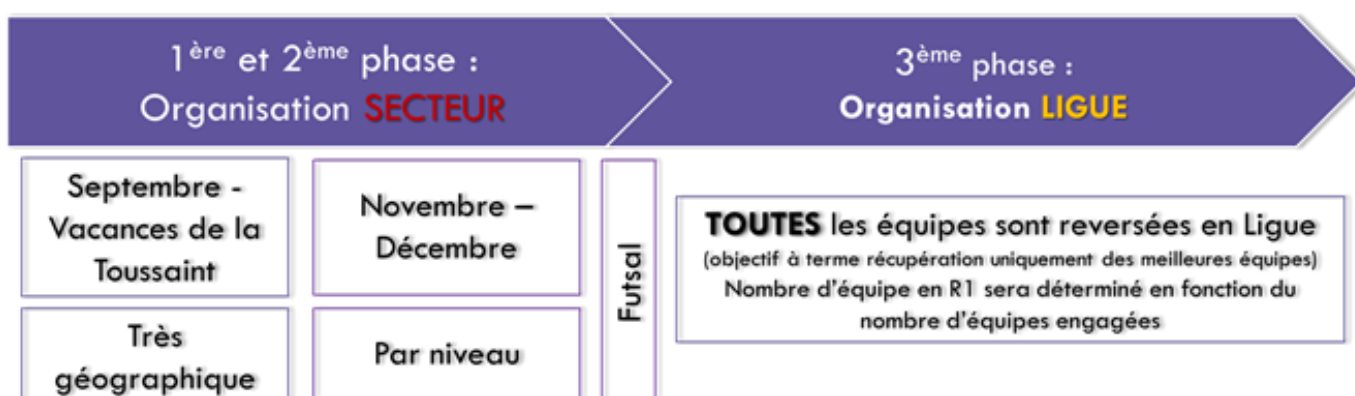 1ère et 2ème phase :
Organisation SECTEUR
3ème phase :
Organisation LIGUE
Septembre -
Vacances de la
Toussaint
Novembre –
Décembre
Futsal
TOUTES les équipes sont reversées en Ligue
(objectif à terme récupération uniquement des meilleures équipes)
Nombre d'équipe en R1 sera déterminé en fonction du
nombre d'équipes engagées
Très
géographique
Par niveau